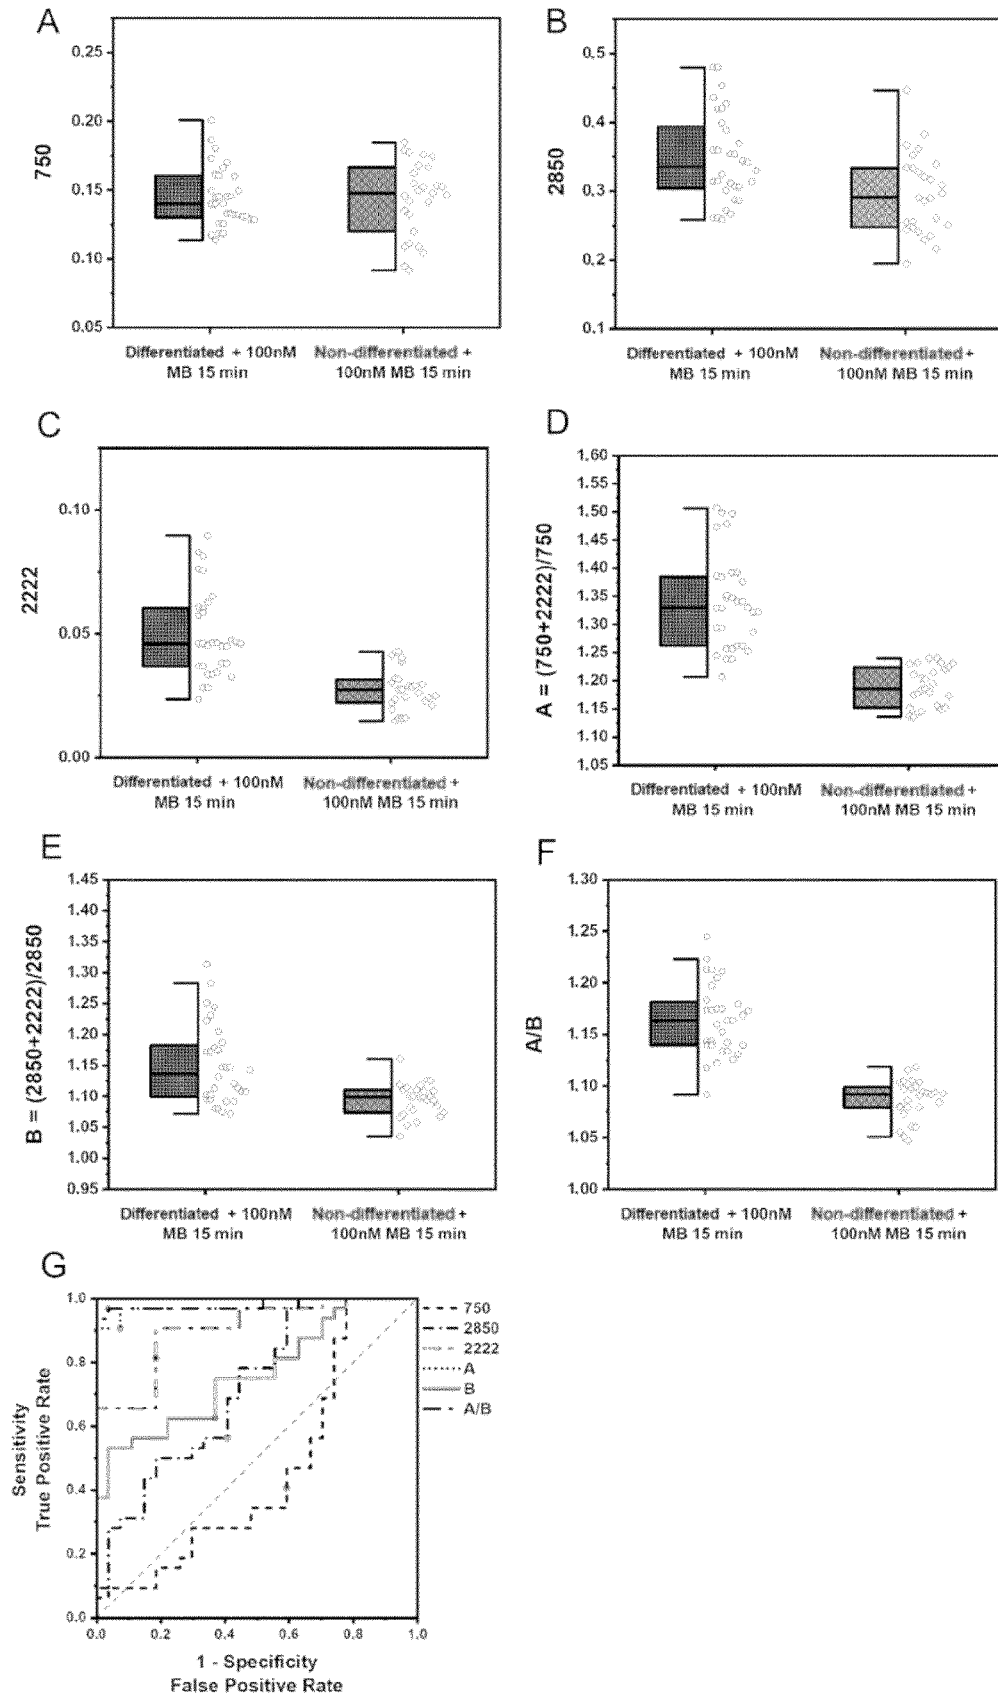 A
0.25
0.20
0.15
0.10
0.05
750
Differentiated + 100nM
MB 15 min
Non-differentiated +
100nM MB 15 min
B
0.5
0.4
0.3
0.2
0.1
2850
Differentiated + 100nM
MB 15 min
Non-differentiated +
100nM MB 15 min
C
0.10
0.05
0.00
2222
Differentiated + 100nM
MB 15 min
Non-differentiated +
100nM MB 15 min
D
1.60
1.50
1.40
1.35
1.30
1.25
1.20
1.15
1.10
1.05
A = (750+2222)/750
Differentiated + 100nM
MB 15 min
Non-differentiated +
100nM MB 15 min
E
1.45
1.40
1.30
1.25
1.20
1.15
1.10
1.05
1.00
0.95
B = (2850+2222)/2850
Differentiated + 100nM
MB 15 min
Non-differentiated +
100nM MB 15 min
F
1.30
1.25
1.20
1.15
1.10
1.05
1.00
A/B
Differentiated + 100nM
MB 15 min
Non-differentiated +
100nM MB 15 min
G
1.0
0.8
0.6
0.4
0.2
0.0
Sensitivity
True Positive Rate
0.0 0.2 0.4 0.6 0.8 1.0
1 - Specificity
False Positive Rate
750
2850
2222
A
B
A/B